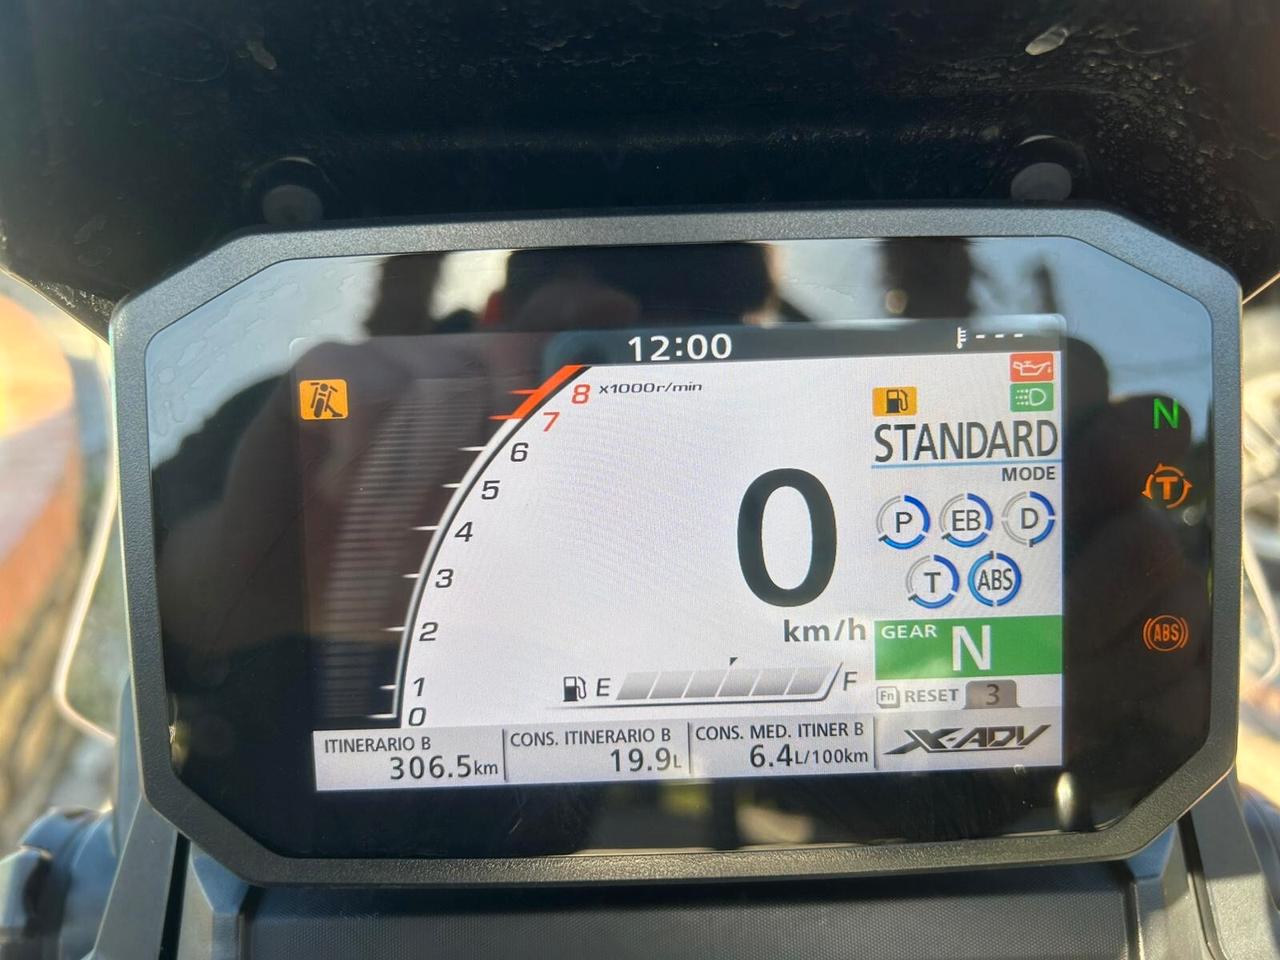 12:00
8 x1000r/min
7
6
5
4
3
2
1
0
0
km/h
E F
STANDARD
MODE
P EB D
T ABS
GEAR N
Fn RESET 3
ITINERARIO B
306.5km
CONS. ITINERARIO B
19.9L
CONS. MED. ITINER B
6.4L/100km
X-ADV
N
T
ABS